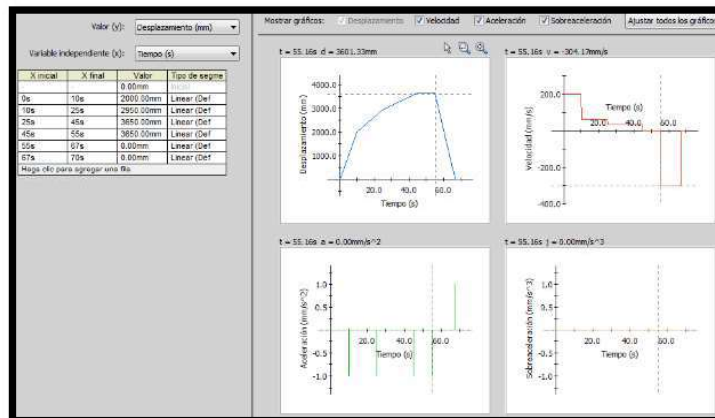 Valor (y): Desplazamiento (mm)
Variable independiente (x): Tiempo (s)
X inicial X final Valor Tipo de segme
0.00mm
0s 10s 2000.00mm Linear (Def
10s 25s 2950.00mm Linear (Def
25s 45s 3650.00mm Linear (Def
45s 55s 3650.00mm Linear (Def
55s 67s 0.00mm Linear (Def
67s 70s 0.00mm Linear (Def
Haga clic para agregar una fila
Mostrar gráficos: Desplazamiento Velocidad Aceleración Sobreaceleración Ajustar todos los gráficos
t = 55.16s d = 3601.33mm
4000.0
3000.0
2000.0
1000.0
Desplazamiento (mm)
20.0 40.0 60.0
Tiempo (s)
t = 55.16s v = -304.17mm/s
200.0
Tiempo (s)
20.0 40.0 60.0
-200.0
-400.0
Velocidad (mm/s)
t = 55.16s a = 0.00mm/s^2
1.0
0.5
20.0 40.0 60.0
Tiempo (s)
-0.5
-1.0
Aceleración (mm/s^2)
t = 55.16s j = 0.00mm/s^3
1.0
0.5
20.0 40.0 60.0
Tiempo (s)
-0.5
-1.0
Sobreaceleración (mm/s^3)